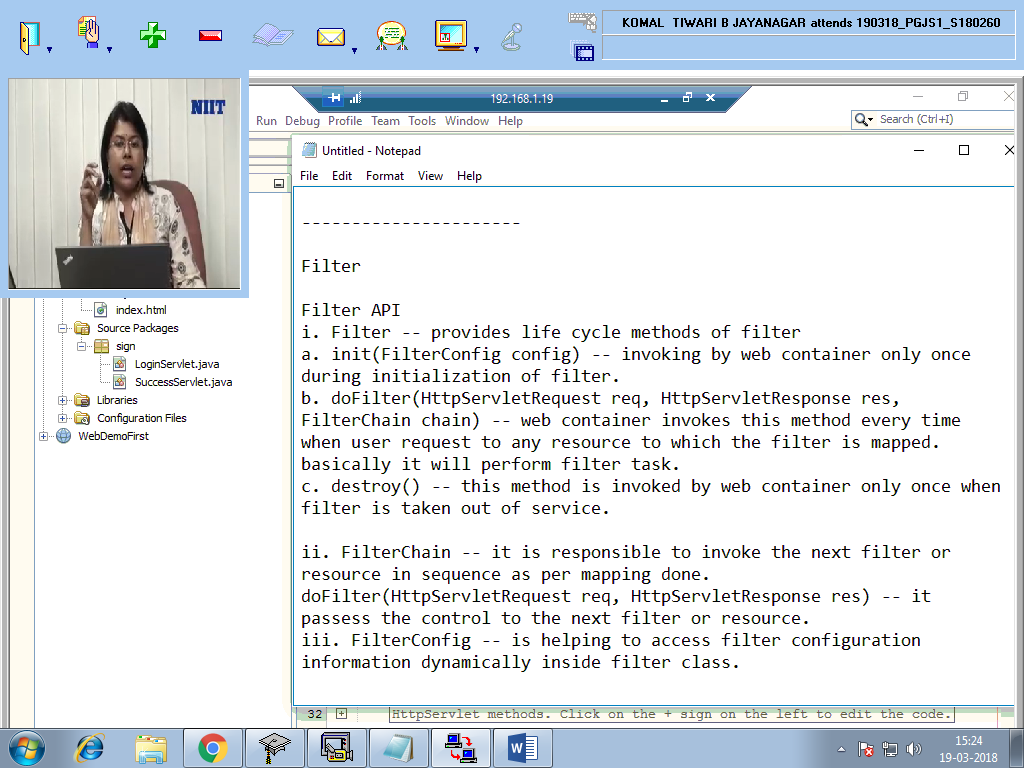 KOMAL TIWARI B JAYANAGAR attends 190318_PGJS1_S180260
NIIT
192.168.1.19
Run Debug Profile Team Tools Window Help
Search (Ctrl+I)
Untitled - Notepad
File Edit Format View Help
----------------------
Filter
Filter API
i. Filter -- provides life cycle methods of filter
a. init(FilterConfig config) -- invoking by web container only once
during initialization of filter.
b. doFilter(HttpServletRequest req, HttpServletResponse res,
FilterChain chain) -- web container invokes this method every time
when user request to any resource to which the filter is mapped.
basically it will perform filter task.
c. destroy() -- this method is invoked by web container only once when
filter is taken out of service.
ii. FilterChain -- it is responsible to invoke the next filter or
resource in sequence as per mapping done.
doFilter(HttpServletRequest req, HttpServletResponse res) -- it
passess the control to the next filter or resource.
iii. FilterConfig -- is helping to access filter configuration
information dynamically inside filter class.
index.html
Source Packages
sign
LoginServlet.java
SuccessServlet.java
Libraries
Configuration Files
WebDemoFirst
32 HttpServlet methods. Click on the + sign on the left to edit the code.
15:24
19-03-2018